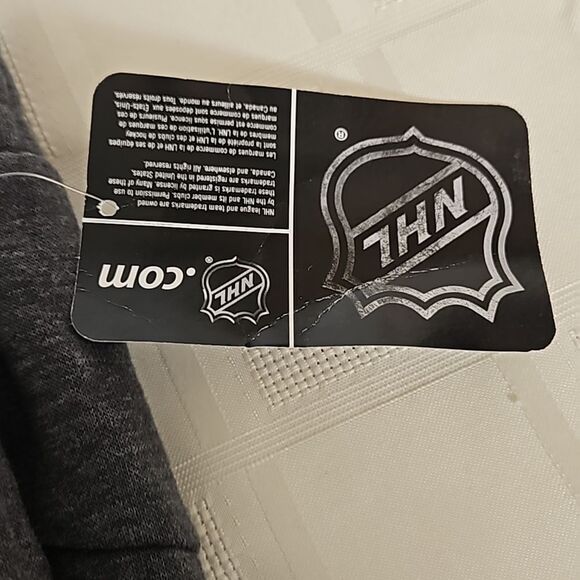 NHL
®
NHL ® .com
NHL league and team trademarks are owned
by the NHL and its Clubs. Permission to use
these trademarks is granted by license. Many these
trademarks are registered in the United States,
Canada, and elsewhere. All rights reserved.
Les marques de commerce de la LNH et de ses équipes
sont la propriété de la LNH et de clubs de hockey
membres de la LNH. L'utilisation de ces marques de
commerce est permise sous licence. Plusieurs de ces
marques de commerce sont déposées aux États-Unis,
au Canada, et ailleurs au monde. Tous droits réservés.